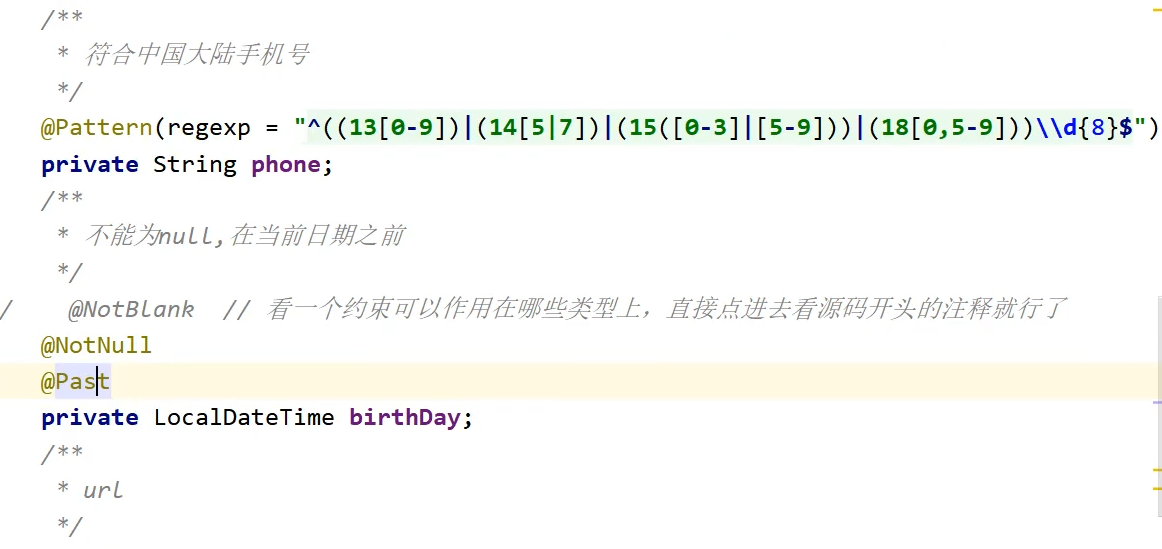 /**
* 符合中国大陆手机号
*/
@Pattern(regexp = "^((13[0-9])|(14[5|7])|(15([0-3]|[5-9]))|(18[0,5-9]))\\d{8}$")
private String phone;
/**
* 不能为null,在当前日期之前
*/
/ @NotBlank // 看一个约束可以作用在哪些类型上，直接点进去看源码开头的注释就行了
@NotNull
@Past
private LocalDateTime birthDay;
/**
* url
*/